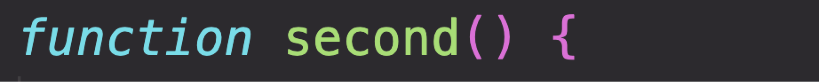 function second() {